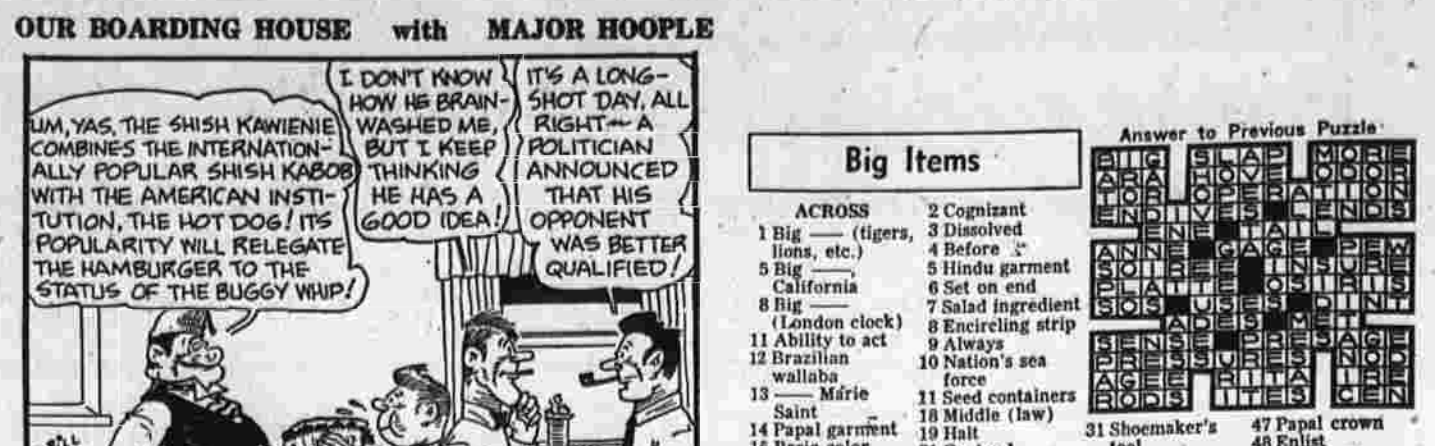 OUR BOARDING HOUSE with MAJOR HOOPLE
UM, YAS, THE SHISH KAWIENIE
COMBINES THE INTERNATION-
ALLY POPULAR SHISH KABOB
WITH THE AMERICAN INSTI-
TUTION, THE HOT DOG! ITS
POPULARITY WILL RELEGATE
THE HAMBURGER TO THE
STATUS OF THE BUGGY WHIP!
I DON'T KNOW
HOW HE BRAIN-
WASHED ME,
BUT I KEEP
THINKING
HE HAS A
GOOD IDEA!
IT'S A LONG-
SHOT DAY, ALL
RIGHT~ A
POLITICIAN
ANNOUNCED
THAT HIS
OPPONENT
WAS BETTER
QUALIFIED!
Big Items
ACROSS
1 Big —— (tigers,
lions, etc.)
5 Big ——,
California
8 Big ——
(London clock)
11 Ability to act
12 Brazilian
wallaba
13 —— Marie
Saint
14 Papal garment
2 Cognizant
3 Dissolved
4 Before
5 Hindu garment
6 Set on end
7 Salad ingredient
8 Encircling strip
9 Always
10 Nation's sea
force
11 Seed containers
18 Middle (law)
19 Halt
Answer to Previous Puzzle
BIG SLAP MORE
ARA HOVE ODOR
TOR OPERATION
ENDIVES LENDS
ENE TAIL
ANNE GAGE PEW
SOIREE INSURE
PLATTE OSIRIS
SOS USES DINT
ADES MET
SENSE PRESAGE
PRESSURES NOD
AGEE RITA IRE
RODS ITES CEN
31 Shoemaker's
47 Papal crown
48 Enlist